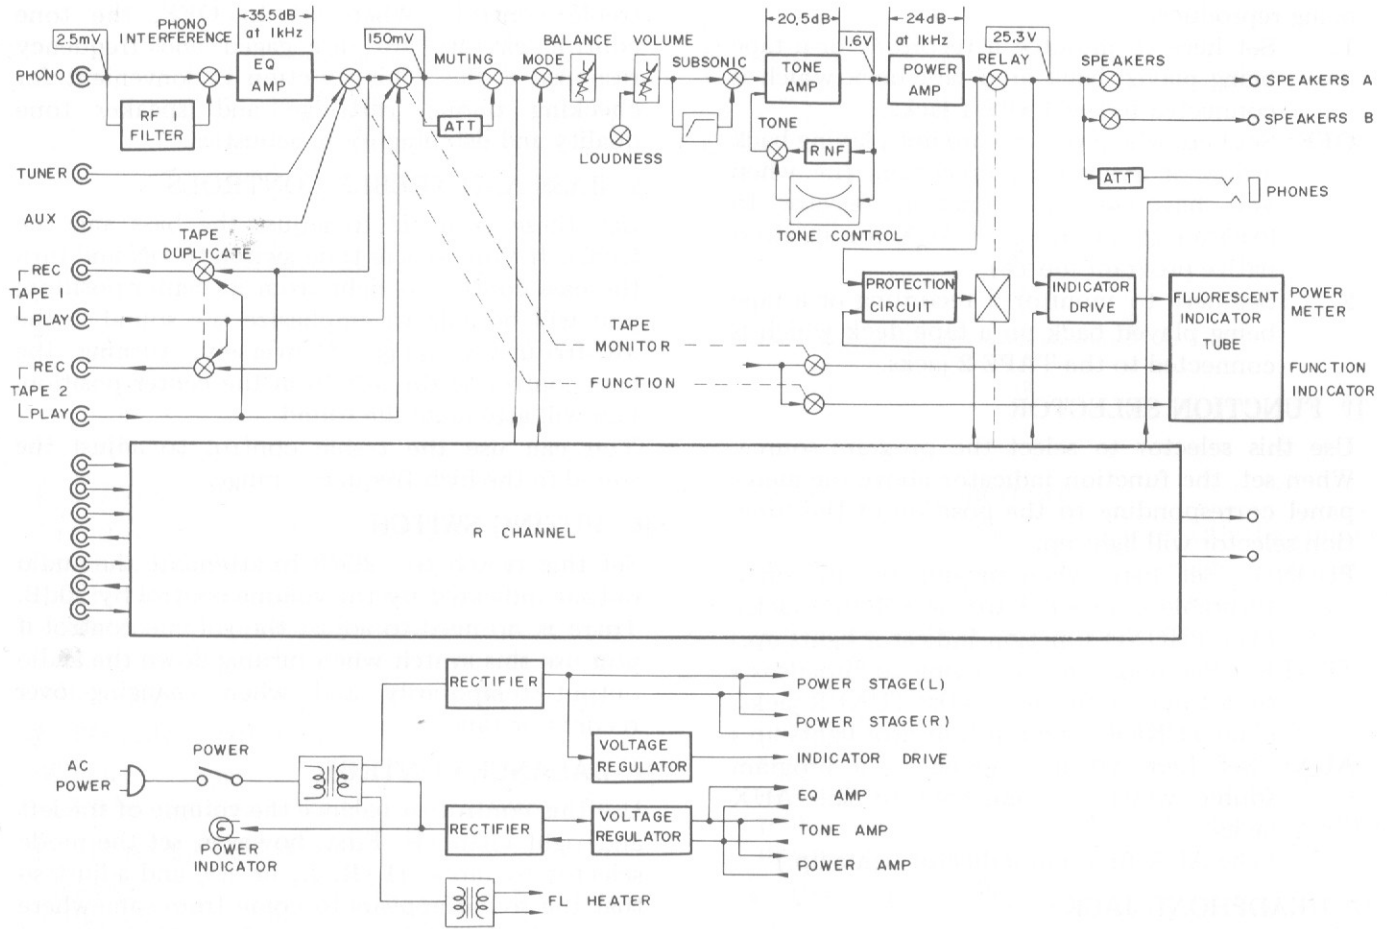 35.5dB
at 1kHz
20.5dB
24dB
at 1kHz
PHONO
INTERFERENCE
2.5mV
150mV
1.6V
25.3V
PHONO
EQ
AMP
MUTING
MODE
BALANCE
VOLUME
SUBSONIC
TONE
AMP
POWER
AMP
RELAY
SPEAKERS
SPEAKERS A
SPEAKERS B
RF I
FILTER
ATT
LOUDNESS
TONE
R NF
ATT
PHONES
TUNER
AUX
TONE CONTROL
TAPE
DUPLICATE
REC
TAPE 1
PLAY
REC
TAPE 2
PLAY
PROTECTION
CIRCUIT
INDICATOR
DRIVE
FLUORESCENT
INDICATOR
TUBE
POWER
METER
TAPE
MONITOR
FUNCTION
FUNCTION
INDICATOR
R CHANNEL
RECTIFIER
POWER STAGE(L)
POWER STAGE(R)
VOLTAGE
REGULATOR
INDICATOR DRIVE
AC
POWER
POWER
EQ AMP
RECTIFIER
VOLTAGE
REGULATOR
TONE AMP
POWER
INDICATOR
POWER AMP
FL HEATER